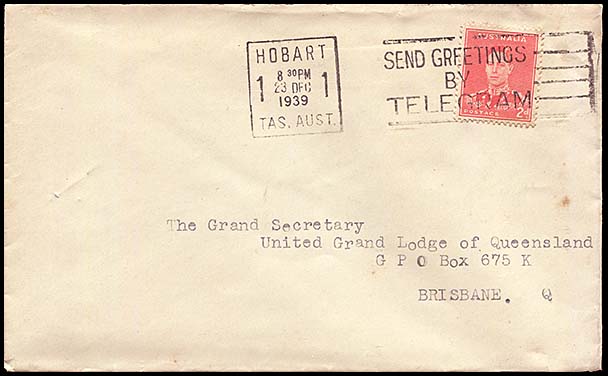 HOBART
8 30PM
1 23 DEC 1
1939
TAS. AUST.
SEND GREETINGS
BY
TELEGRAM
AUSTRALIA
POSTAGE
2d
The Grand Secretary
United Grand Lodge of Queensland
G P O Box 675 K
BRISBANE. Q